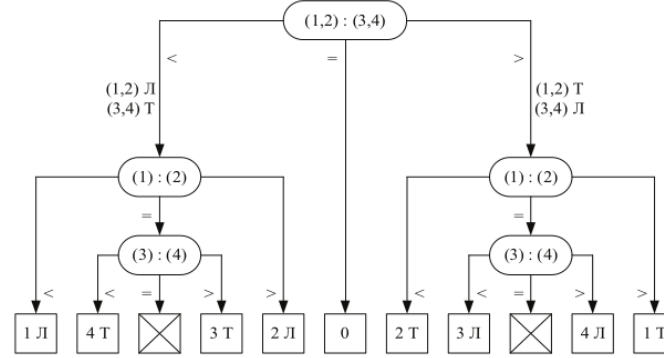 (1,2) : (3,4)
< = >
(1,2) Л
(3,4) Т
(1,2) Т
(3,4) Л
(1) : (2)
(1) : (2)
=
=
(3) : (4)
(3) : (4)
< < = > > < < = > >
1 Л 4 Т 3 Т 2 Л 0 2 Т 3 Л 4 Л 1 Т